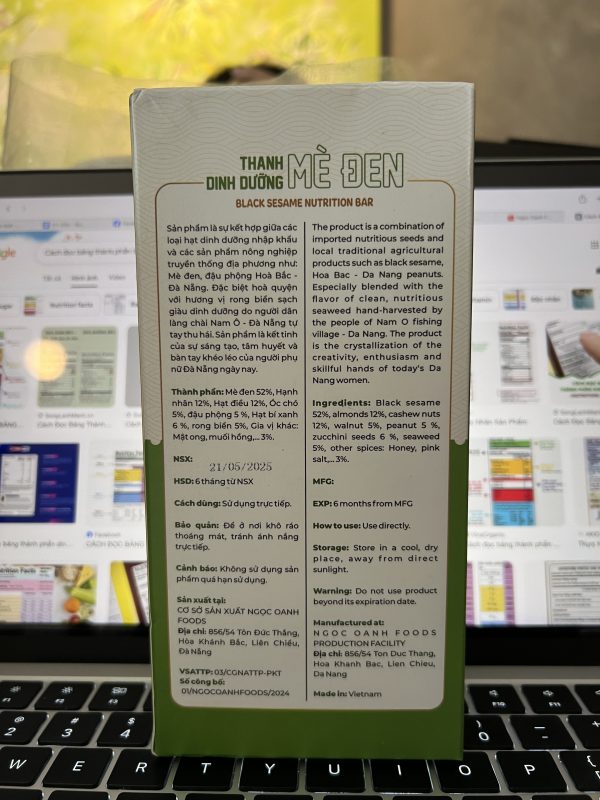 THANH
DINH DƯỠNG
MÈ ĐEN
BLACK SESAME NUTRITION BAR
Sản phẩm là sự kết hợp giữa các
loại hạt dinh dưỡng nhập khẩu
và các sản phẩm nông nghiệp
truyền thống địa phương như:
Mè đen, đậu phộng Hoà Bắc -
Đà Nẵng. Đặc biệt hoà quyện
với hương vị rong biển sạch
giàu dinh dưỡng do người dân
làng chài Nam Ô - Đà Nẵng tự
tay thu hái. Sản phẩm là kết tinh
của sự sáng tạo, tâm huyết và
bàn tay khéo léo của người phụ
nữ Đà Nẵng ngày nay.
Thành phần: Mè đen 52%, Hạnh
nhân 12%, Hạt điều 12%, Óc chó
5%, đậu phộng 5 %, Hạt bí xanh
6 %, rong biển 5%, Gia vị khác:
Mật ong, muối hồng,... 3%.
NSX:
21/05/2025
HSD: 6 tháng từ NSX
Cách dùng: Sử dụng trực tiếp.
Bảo quản: Để ở nơi khô ráo
thoáng mát, tránh ánh nắng
trực tiếp.
Cảnh báo: Không sử dụng sản
phẩm quá hạn sử dụng.
Sản xuất tại:
CƠ SỞ SẢN XUẤT NGỌC OANH
FOODS
Địa chỉ: 856/54 Tôn Đức Thắng,
Hòa Khánh Bắc, Liên Chiểu,
Đà Nẵng
VSATTP: 03/CGNATTP-PKT
Số công bố:
01/NGOCOANHFOODS/2024
The product is a combination of
imported nutritious seeds and
local traditional agricultural
products such as black sesame,
Hoa Bac - Da Nang peanuts.
Especially blended with the
flavor of clean, nutritious
seaweed hand-harvested by
the people of Nam O fishing
village - Da Nang. The product
is the crystallization of the
creativity, enthusiasm and
skillful hands of today's Da
Nang women.
Ingredients: Black sesame
52%, almonds 12%, cashew nuts
12%, walnut 5%, peanut 5 %,
zucchini seeds 6 %, seaweed
5%, other spices: Honey, pink
salt,... 3%.
MFG:
EXP: 6 months from MFG
How to use: Use directly.
Storage: Store in a cool, dry
place, away from direct
sunlight.
Warning: Do not use product
beyond its expiration date.
Manufactured at:
NGOC OANH FOODS
PRODUCTION FACILITY
Địa chỉ: 856/54 Ton Duc Thang,
Hoa Khanh Bac, Lien Chieu,
Da Nang
Made in: Vietnam
W E R T Y U I O P